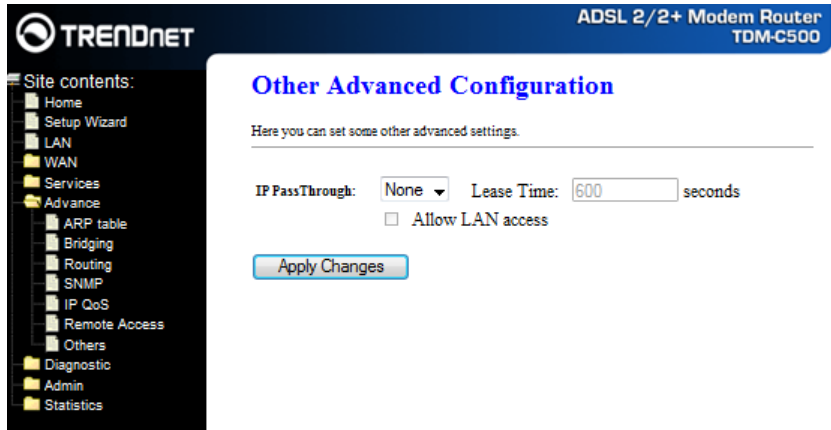 TRENDNET
ADSL 2/2+ Modem Router
TDM-C500
Site contents:
Home
Setup Wizard
LAN
WAN
Services
Advance
ARP table
Bridging
Routing
SNMP
IP QoS
Remote Access
Others
Diagnostic
Admin
Statistics
Other Advanced Configuration
Here you can set some other advanced settings.
IP PassThrough: None Lease Time: 600 seconds
Allow LAN access
Apply Changes